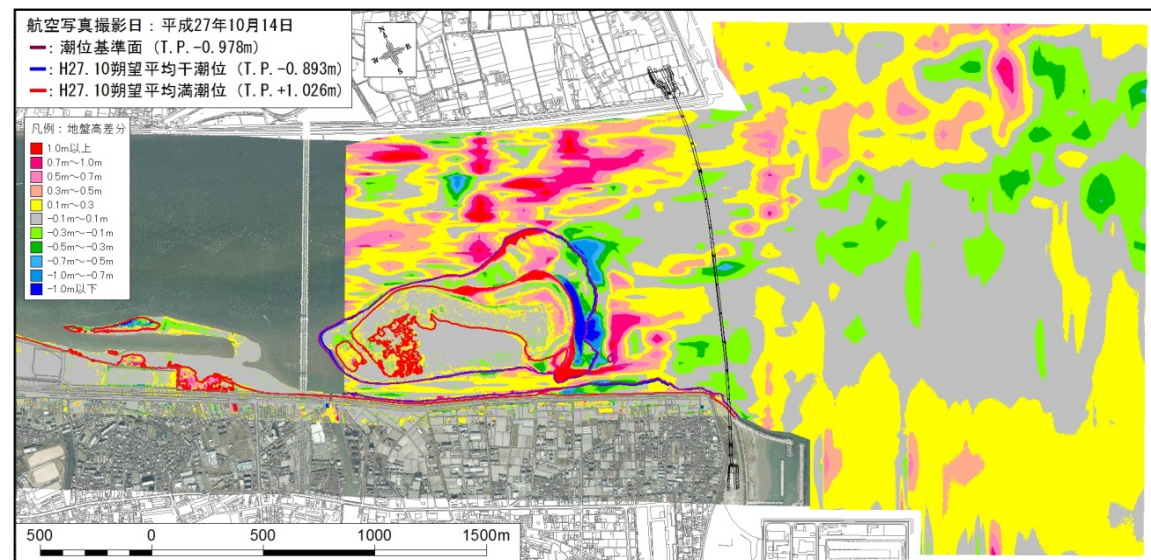 航空写真撮影日：平成27年10月14日
━：潮位基準面 (T.P.-0.978m)
━：H27.10朔望平均干潮位 (T.P.-0.893m)
━：H27.10朔望平均満潮位 (T.P.+1.026m)
N
E
W
S
凡例：地盤高差分
1.0m以上
0.7m～1.0m
0.5m～0.7m
0.3m～0.5m
0.1m～0.3
-0.1m～0.1m
-0.3m～-0.1m
-0.5m～-0.3m
-0.7m～-0.5m
-1.0m～-0.7m
-1.0m以下
500 0 500 1000 1500m